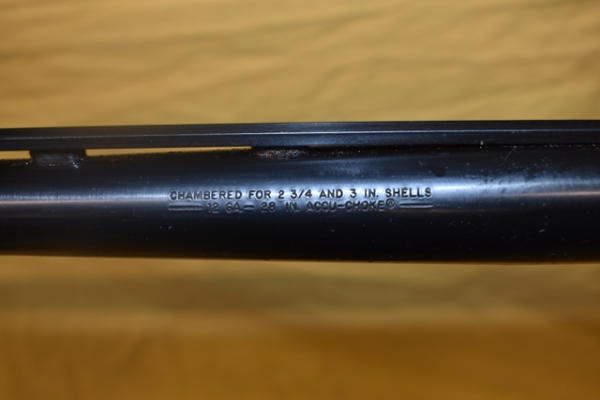 CHAMBERED FOR 2 3/4 AND 3 IN. SHELLS
12 GA — 28 IN. ACCU-CHOKE®